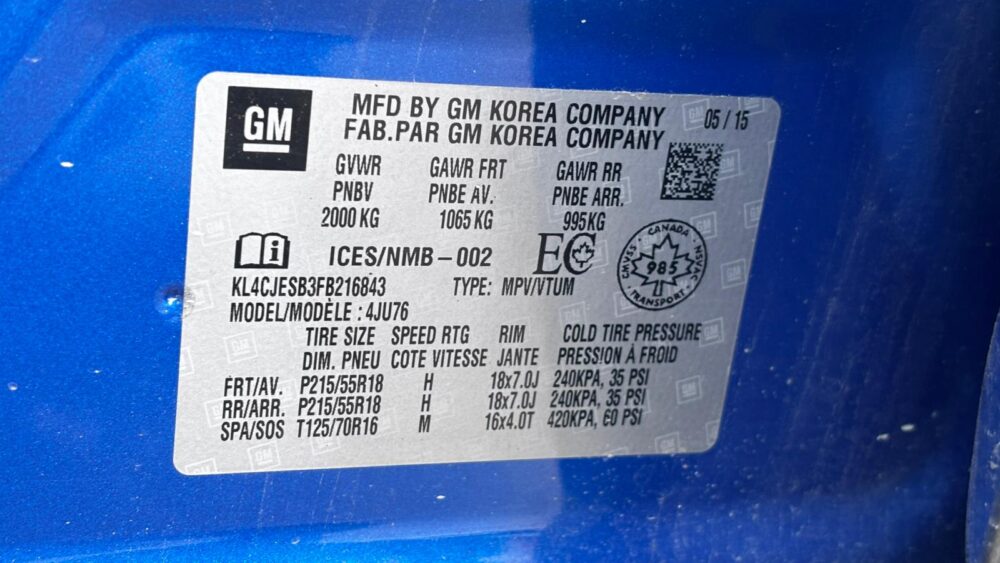 GM
MFD BY GM KOREA COMPANY 05 / 15
FAB.PAR GM KOREA COMPANY
GVWR GAWR FRT GAWR RR
PNBV PNBE AV. PNBE ARR.
2000 KG 1065 KG 995KG
i ICES/NMB-002 EC
CANADA
SVMAC NSVAC
985
TRANSPORT
KL4CJESB3FB216843 TYPE: MPV/VTUM
MODEL/MODÈLE : 4JU76
TIRE SIZE SPEED RTG RIM COLD TIRE PRESSURE
DIM. PNEU COTE VITESSE JANTE PRESSION À FROID
FRT/AV. P215/55R18 H 18x7.0J 240KPA, 35 PSI
RR/ARR. P215/55R18 H 18x7.0J 240KPA, 35 PSI
SPA/SOS T125/70R16 M 16x4.0T 420KPA, 60 PSI